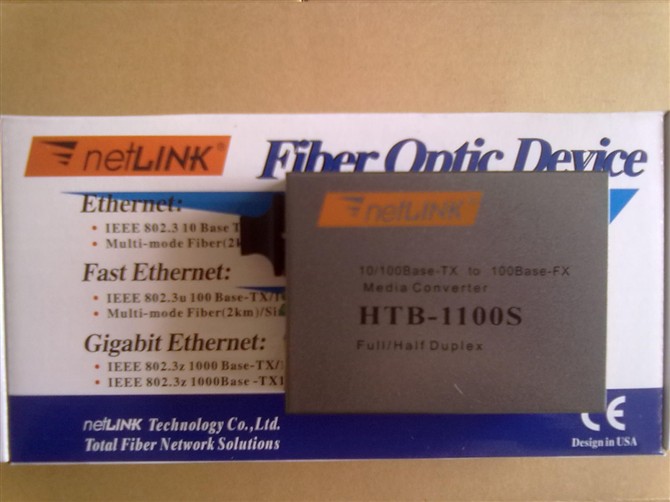 netLINK® Fiber Optic Device
Ethernet:
• IEEE 802.3 10 Base
• Multi-mode
Fast Ethernet:
• IEEE 802.3u 100 Base-TX/
• Multi-mode Fiber(2km)/
Gigabit Ethernet:
• IEEE 802.3z 1000 Base-TX/
• IEEE 802.3z 1000Base -TX
netLINK Technology Co.,Ltd.
Total Fiber Network Solutions
CE
Design in USA
netLINK
10/100Base-TX to 100Base-FX
Media Converter
HTB-1100S
Full/Half Duplex